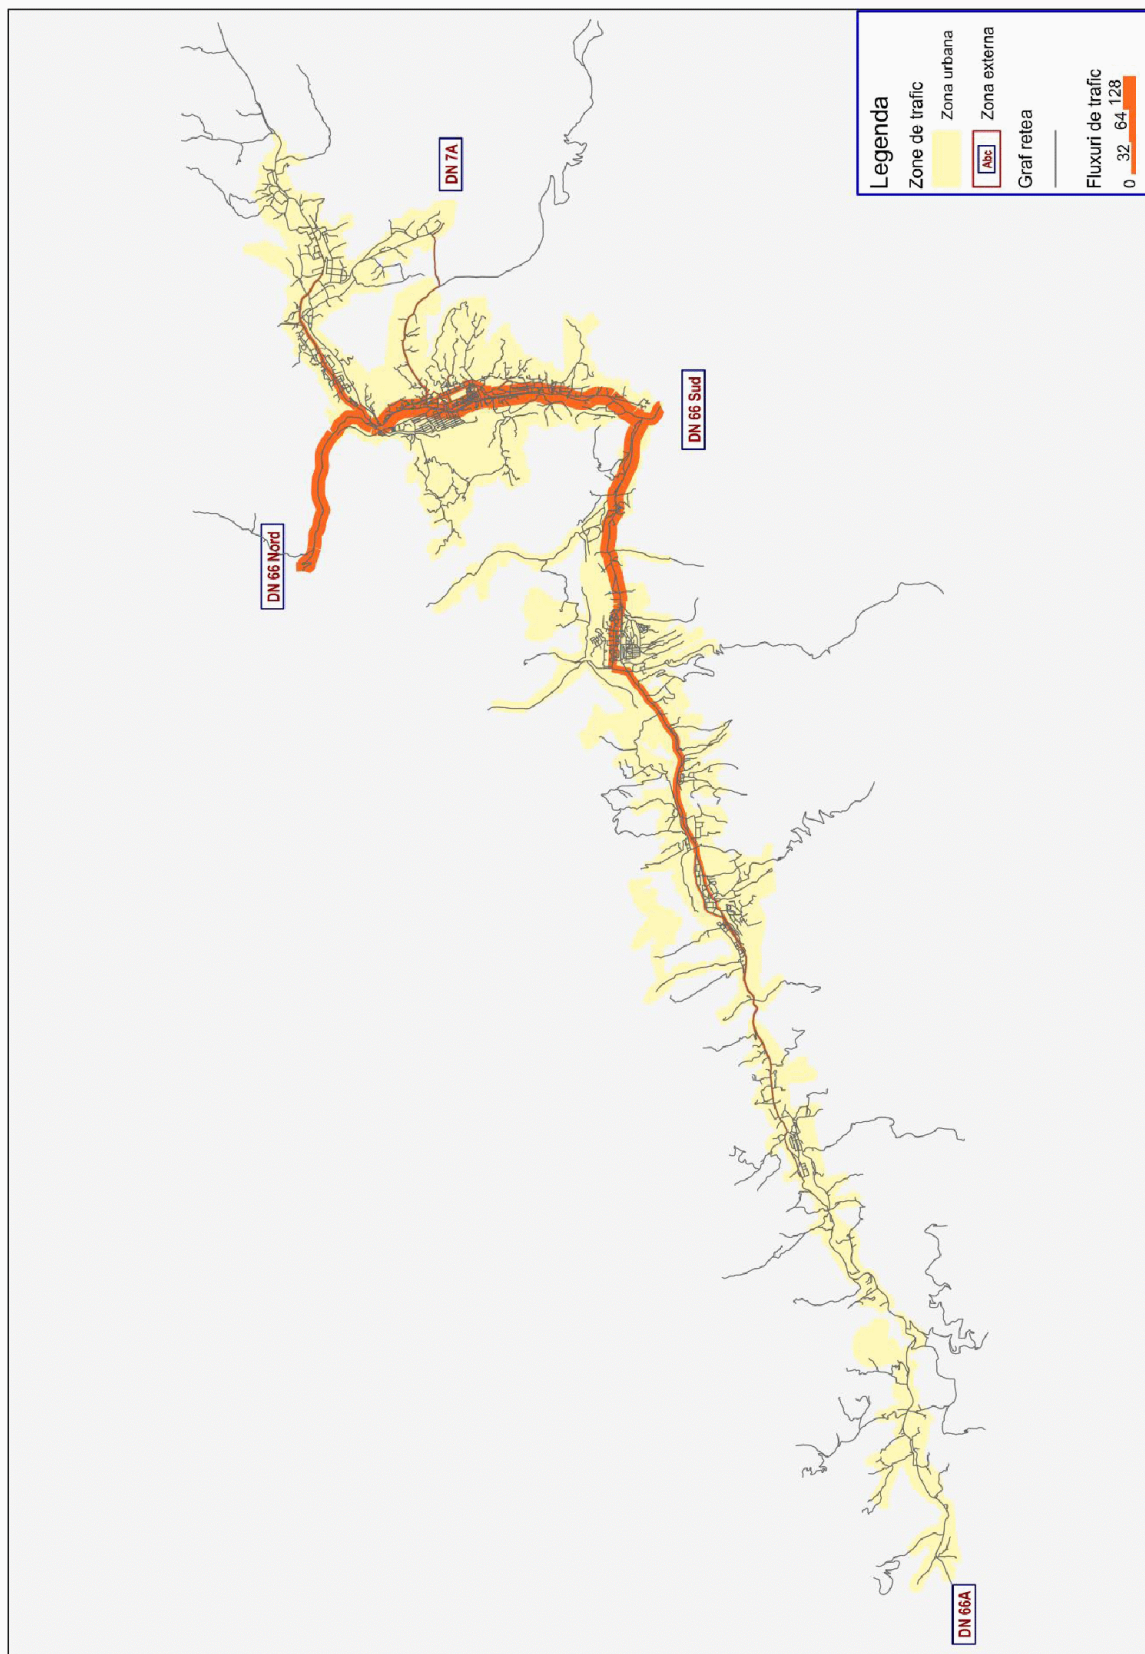 DN 66 Nord
DN 7A
DN 66 Sud
DN 66A
Legenda
Zone de trafic
Zona urbana
Abc
Zona externa
Graf retea
Fluxuri de trafic
0 32 64 128